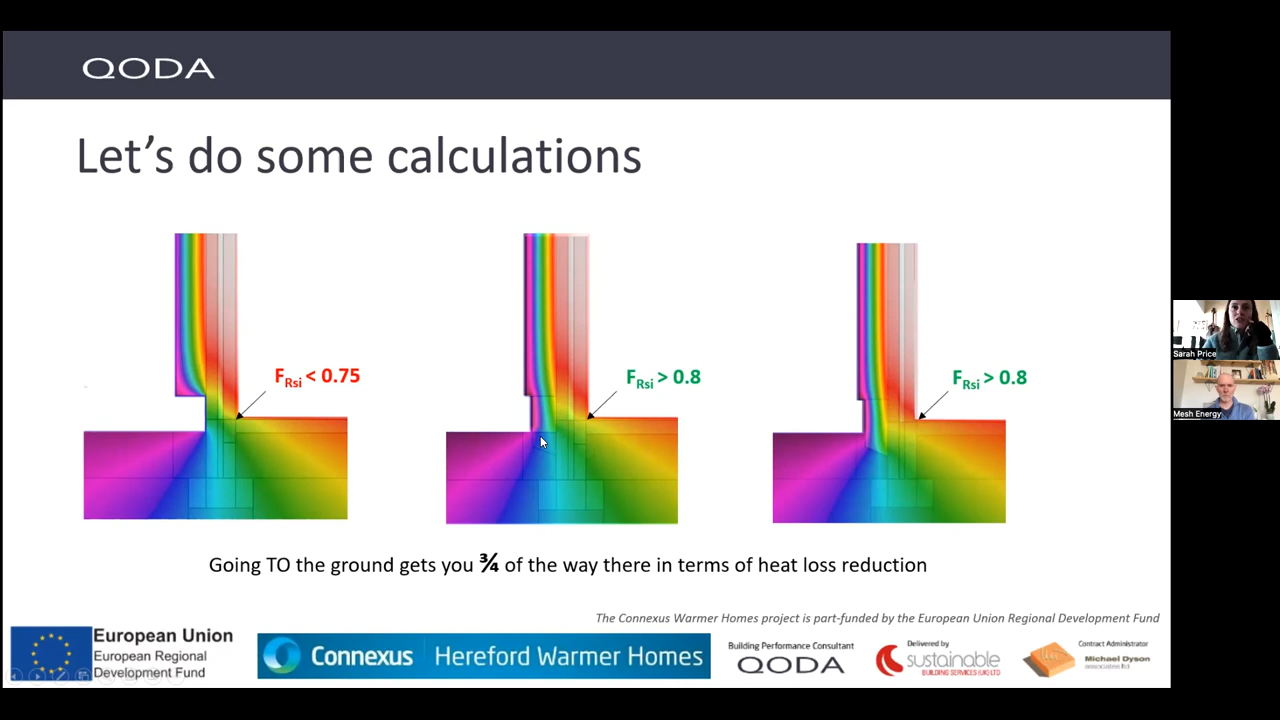 QODA
Let's do some calculations
FRsi < 0.75
FRsi > 0.8
FRsi > 0.8
Sarah Price
Mesh Energy
Going TO the ground gets you ¾ of the way there in terms of heat loss reduction
The Connexus Warmer Homes project is part-funded by the European Union Regional Development Fund
European Union
European Regional
Development Fund
Connexus
Hereford Warmer Homes
Building Performance Consultant
QODA
Delivered by
sustainable
BUILDING SERVICES (UK) LTD
Contract Administrator
Michael Dyson
associates ltd